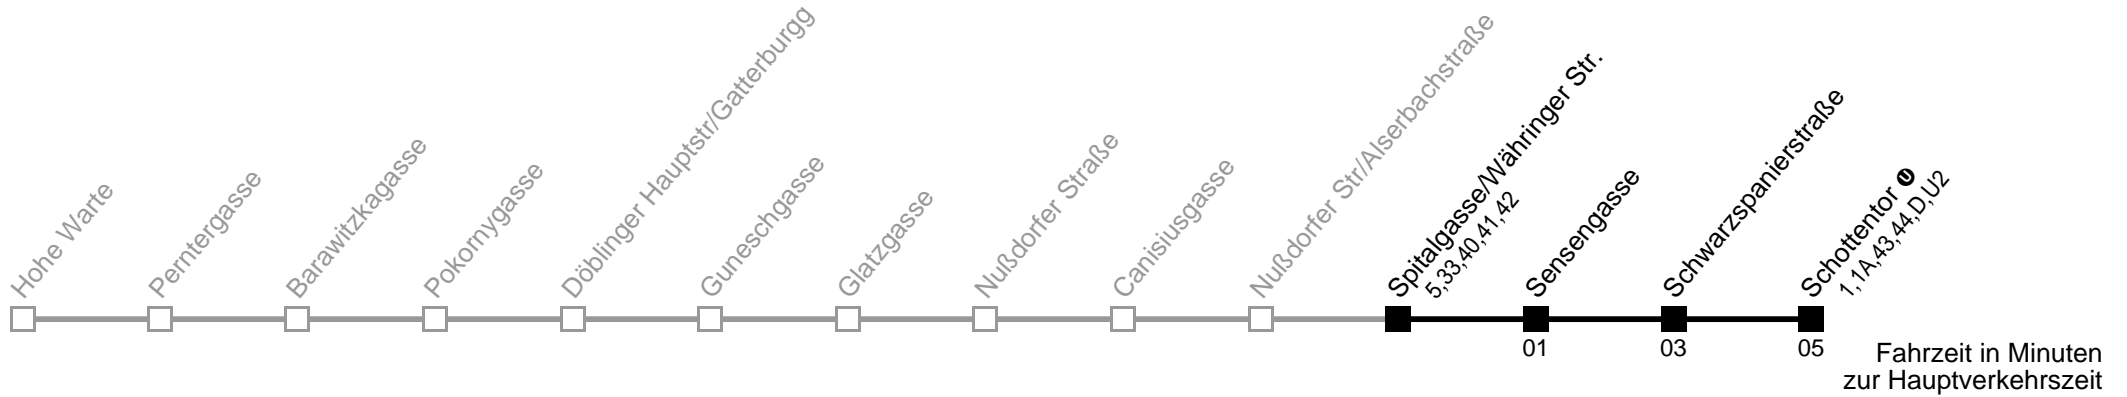 Hohe Warte
Perntergasse
Barawitzkagasse
Pokornygasse
Döblinger Hauptstr/Gatterburgg
Guneschgasse
Glatzgasse
Nußdorfer Straße
Canisiusgasse
Nußdorfer Str/Alserbachstraße
Spitalgasse/Währinger Str.
5,33,40,41,42
Sensengasse
Schwarzspanierstraße
Schottentor U
1,1A,43,44,D,U2
01
03
05
Fahrzeit in Minuten
zur Hauptverkehrszeit